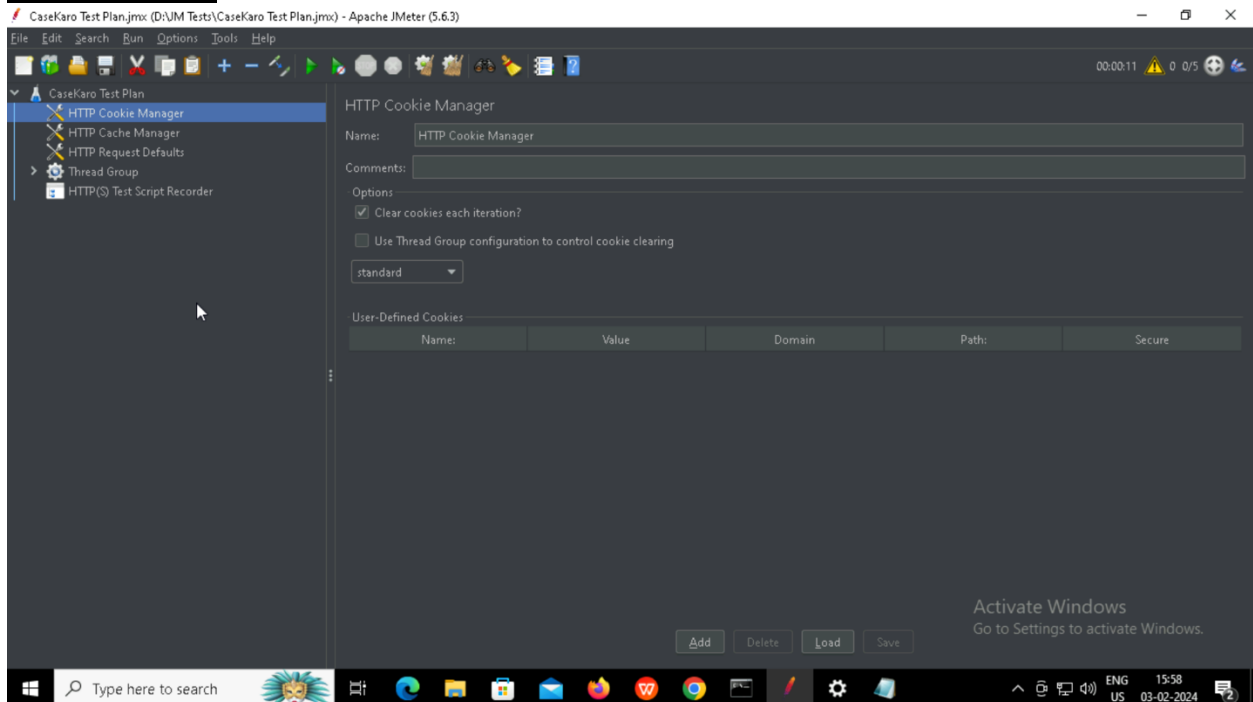 CaseKaro Test Plan.jmx (D:\JM Tests\CaseKaro Test Plan.jmx) - Apache JMeter (5.6.3)
File Edit Search Run Options Tools Help
00:00:11 0 0/5
CaseKaro Test Plan
HTTP Cookie Manager
HTTP Cache Manager
HTTP Request Defaults
Thread Group
HTTP(S) Test Script Recorder
HTTP Cookie Manager
Name: HTTP Cookie Manager
Comments:
Options
Clear cookies each iteration?
Use Thread Group configuration to control cookie clearing
standard
User-Defined Cookies
Name: Value Domain Path: Secure
Add Delete Load Save
Activate Windows
Go to Settings to activate Windows.
Type here to search
ENG 15:58
US 03-02-2024 2